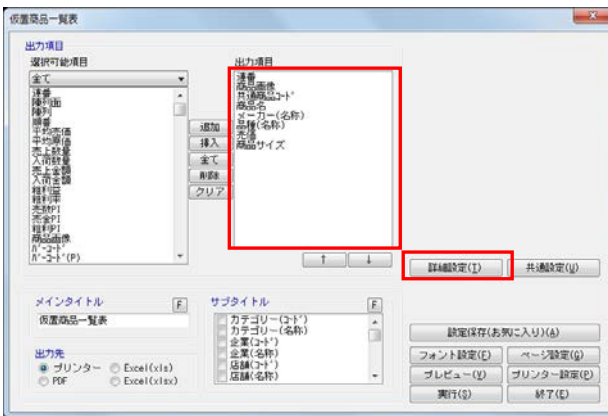 仮置商品一覧表
出力項目
選択可能項目
全て
連番
陳列面
陳列
順番
平均売価
平均原価
売上数量
入荷数量
売上金額
入荷金額
粗利益
粗利率
売数PI
売金PI
粗利PI
商品画像
ﾊﾞｰｺｰﾄﾞ
ﾊﾞｰｺｰﾄﾞ(P)
追加
挿入
全て
削除
クリア
出力項目
連番
商品画像
共通商品ｺｰﾄﾞ
商品名
メーカー(名称)
品種(名称)
売価
商品サイズ
↑
↓
詳細設定(T)
共通設定(U)
メインタイトル
F
仮置商品一覧表
出力先
プリンター
Excel(xls)
PDF
Excel(xlsx)
サブタイトル
F
カテゴリー(ｺｰﾄﾞ)
カテゴリー(名称)
企業(ｺｰﾄﾞ)
企業(名称)
店舗(ｺｰﾄﾞ)
店舗(名称)
設定保存(お気に入り)(A)
フォント設定(F)
ページ設定(G)
プレビュー(V)
プリンター設定(P)
実行(S)
終了(E)